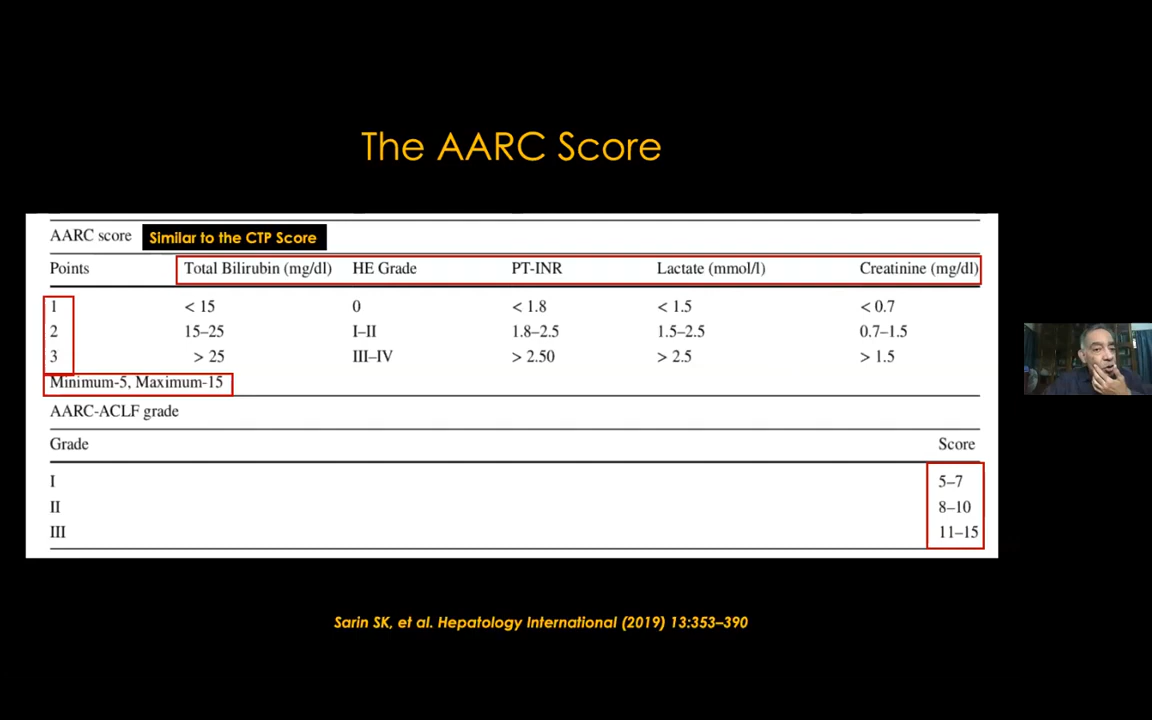 The AARC Score
AARC score Similar to the CTP Score
Points Total Bilirubin (mg/dl) HE Grade PT-INR Lactate (mmol/l) Creatinine (mg/dl)
1 < 15 0 < 1.8 < 1.5 < 0.7
2 15–25 I–II 1.8–2.5 1.5–2.5 0.7–1.5
3 > 25 III–IV > 2.50 > 2.5 > 1.5
Minimum-5, Maximum-15
AARC-ACLF grade
Grade Score
I 5–7
II 8–10
III 11–15
Sarin SK, et al. Hepatology International (2019) 13:353–390